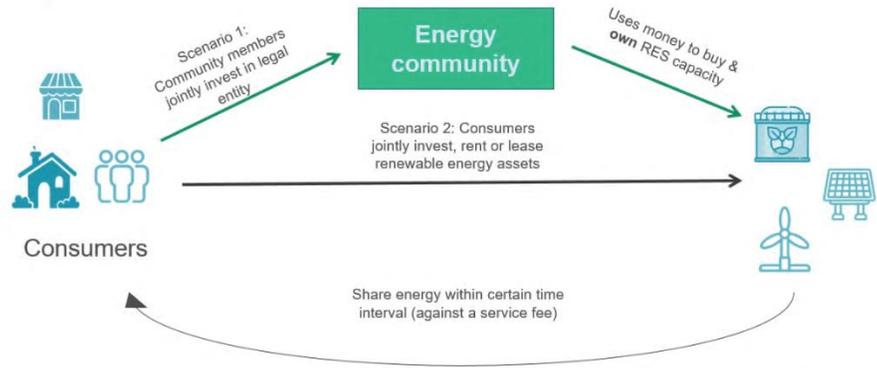 Scenario 1:
Community members
jointly invest in legal
entity
Energy
community
Uses money to buy &
own RES capacity
Scenario 2: Consumers
jointly invest, rent or lease
renewable energy assets
Consumers
Share energy within certain time
interval (against a service fee)